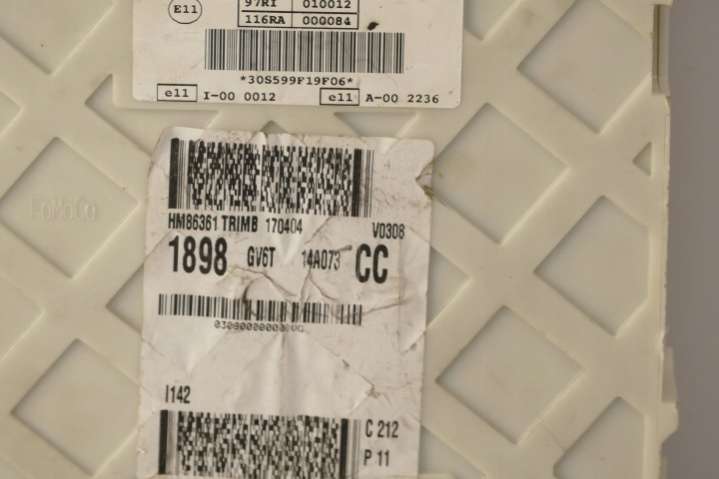 E11
97RI 010012
116RA 000084
*30S599F19F06*
e11 I-00 0012 e11 A-00 2236
HM86361 TRIMB 170404
V0308
1898 GV6T 14A073 CC
I142
C 212
P 11